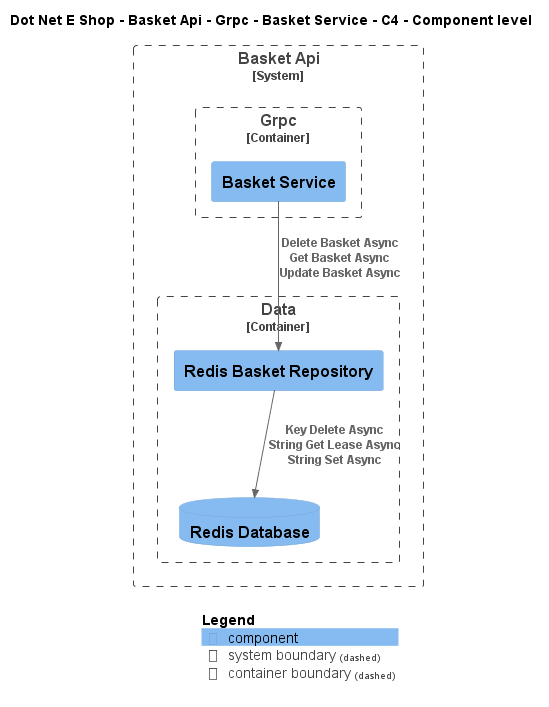 Dot Net E Shop - Basket Api - Grpc - Basket Service - C4 - Component level
Basket Api
[System]
Grpc
[Container]
Basket Service
Delete Basket Async
Get Basket Async
Update Basket Async
Data
[Container]
Redis Basket Repository
Key Delete Async
String Get Lease Async
String Set Async
Redis Database
Legend
component
system boundary (dashed)
container boundary (dashed)